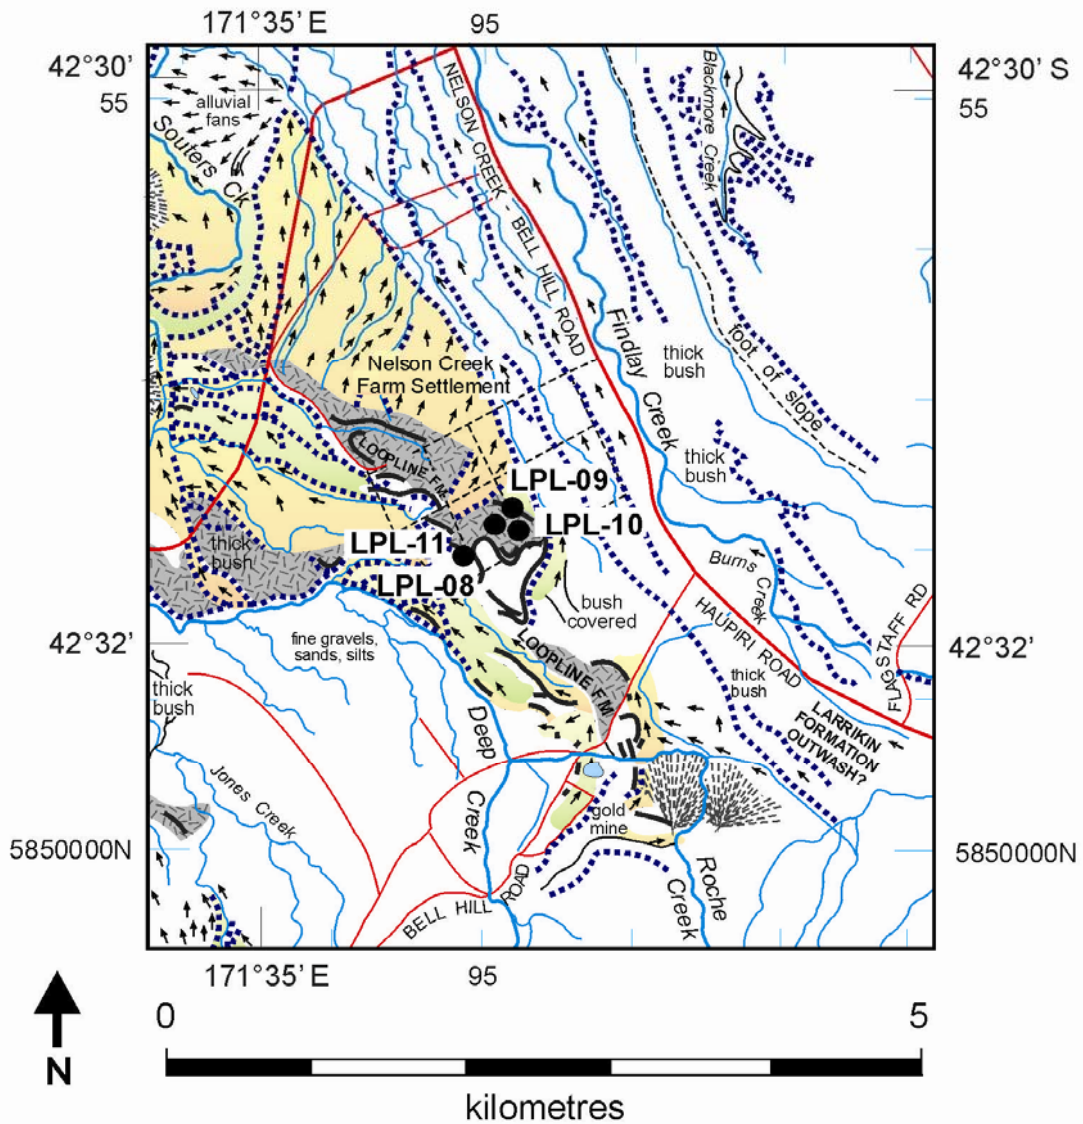 171°35’ E
95
42°30’
42°30’ S
55
55
alluvial
fans
Souters Ck
NELSON CREEK - BELL HILL ROAD
Blackmore Creek
Findlay Creek
thick
bush
foot of slope
Nelson Creek
Farm Settlement
LOOPLINE FM
thick
bush
LPL-09
LPL-10
LPL-11
LPL-08
thick
bush
Burns Creek
bush
covered
HAUPIRI ROAD
FLAGSTAFF RD
42°32’
42°32’
fine gravels,
sands, silts
LOOPLINE FM
thick
bush
thick
bush
LARRIKIN
FORMATION
OUTWASH?
Deep Creek
Jones Creek
gold
mine
5850000N
5850000N
BELL HILL ROAD
Roche Creek
171°35’ E
95
N
0
5
kilometres